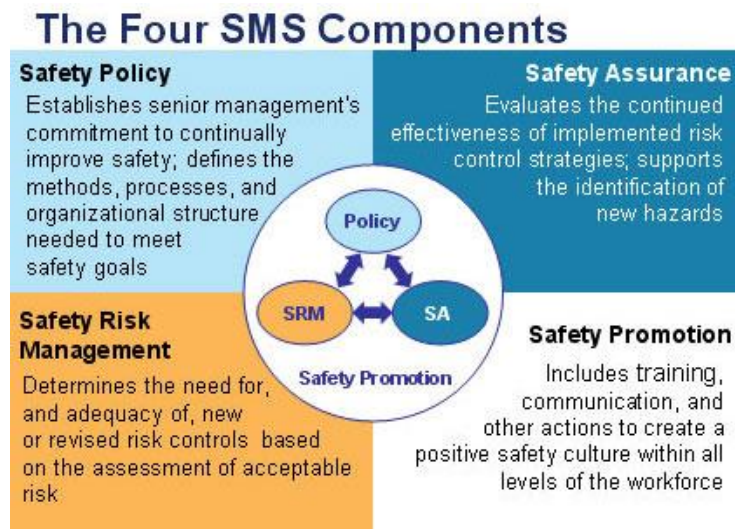 The Four SMS Components
Safety Policy
Establishes senior management's
commitment to continually
improve safety; defines the
methods, processes, and
organizational structure
needed to meet
safety goals
Safety Assurance
Evaluates the continued
effectiveness of implemented risk
control strategies; supports
the identification of
new hazards
Policy
SRM
SA
Safety Promotion
Safety Risk
Management
Determines the need for,
and adequacy of, new
or revised risk controls based
on the assessment of acceptable
risk
Safety Promotion
Includes training,
communication, and
other actions to create a
positive safety culture within all
levels of the workforce